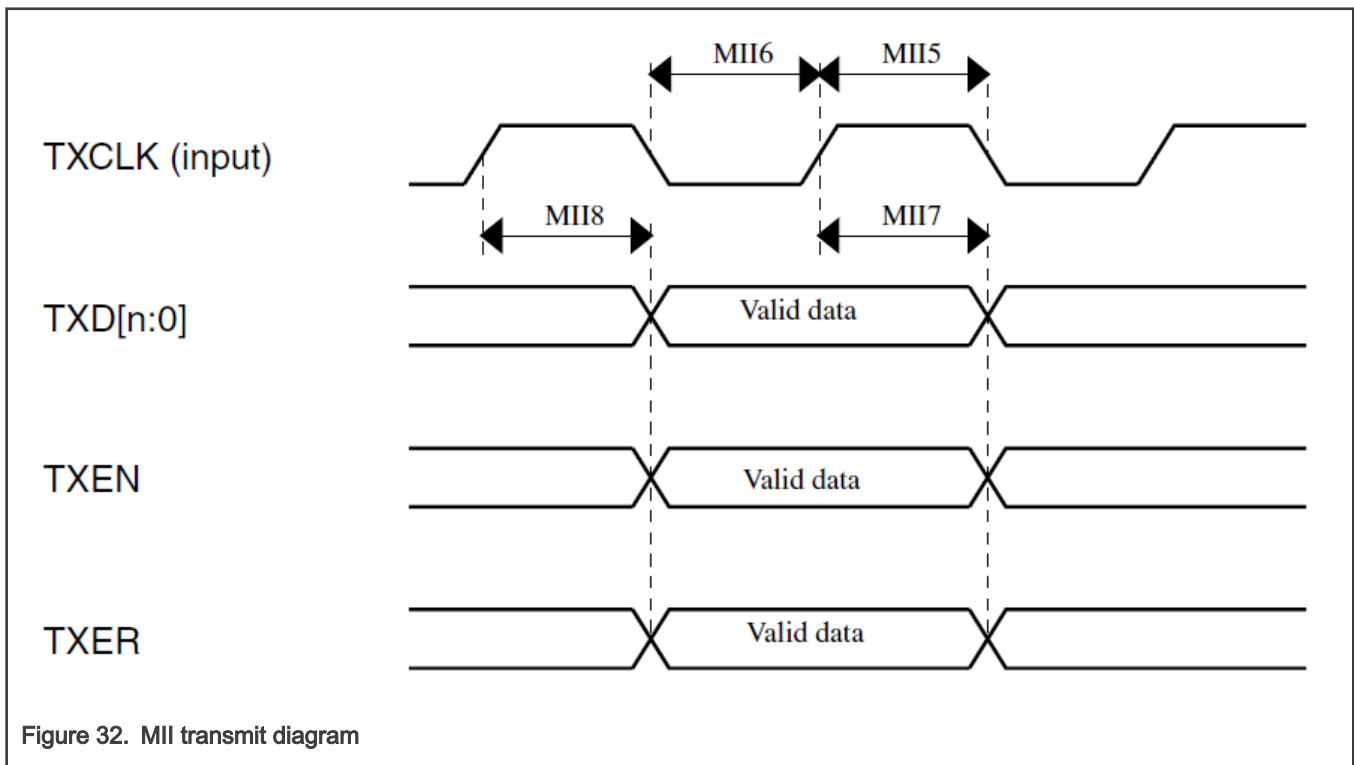 MII6 MII5
TXCLK (input)
MII8 MII7
TXD[n:0] Valid data
TXEN Valid data
TXER Valid data
Figure 32. MII transmit diagram